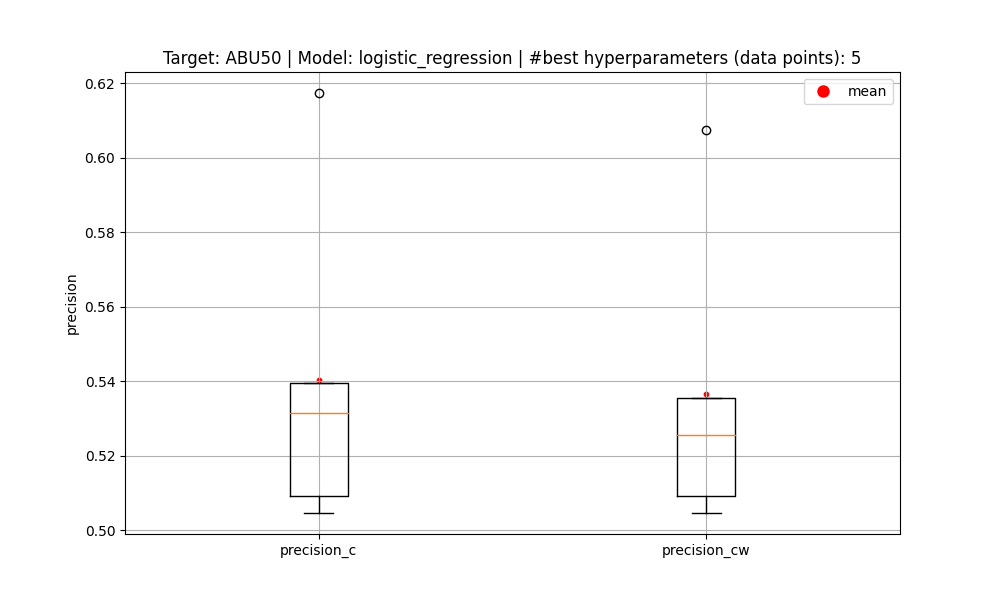 Target: ABU50 | Model: logistic_regression | #best hyperparameters (data points): 5
mean
0.62
0.60
0.58
0.56
0.54
0.52
0.50
precision
precision_c
precision_cw